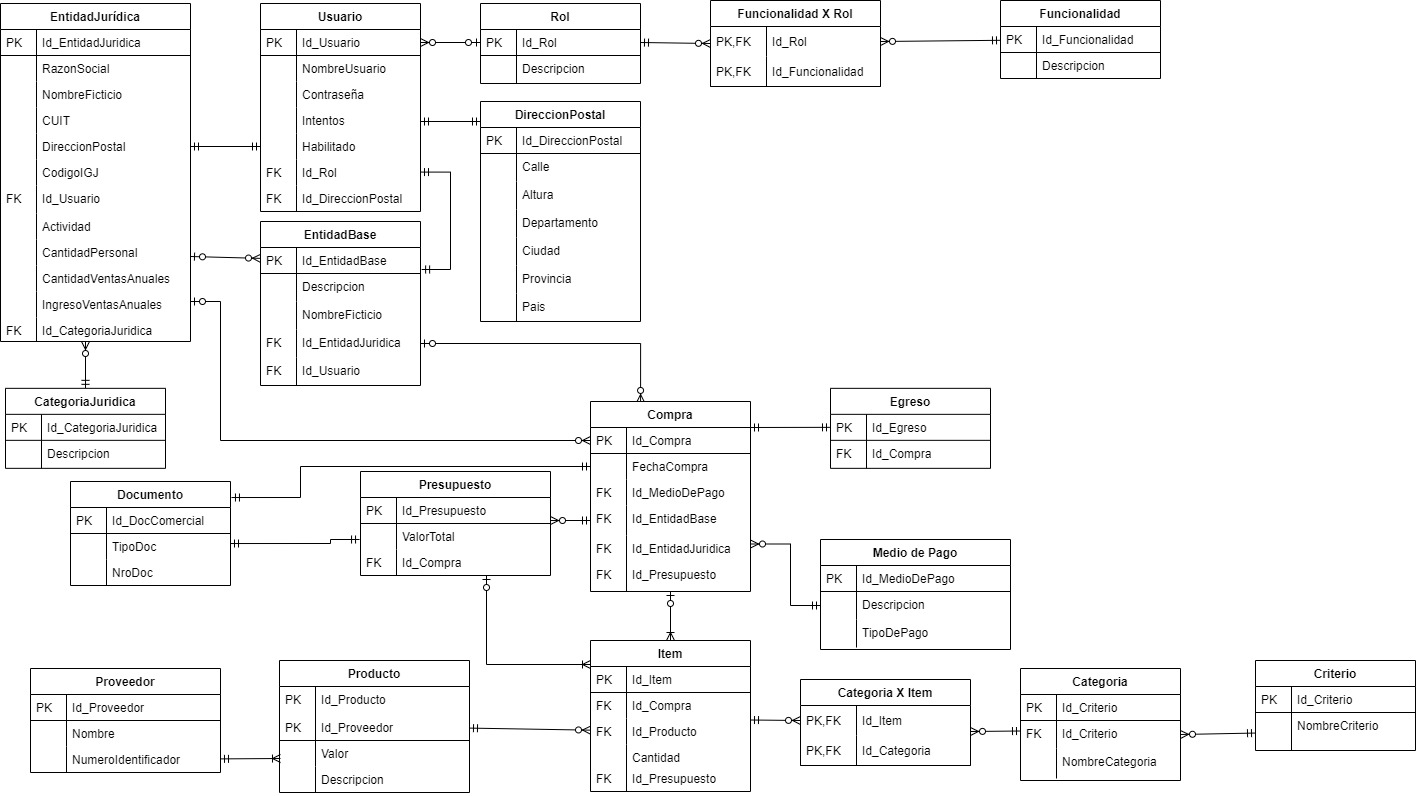 EntidadJurídica
PK Id_EntidadJuridica
RazonSocial
NombreFicticio
CUIT
DireccionPostal
CodigoIGJ
FK Id_Usuario
Actividad
CantidadPersonal
CantidadVentasAnuales
IngresoVentasAnuales
FK Id_CategoriaJuridica
Usuario
PK Id_Usuario
NombreUsuario
Contraseña
Intentos
Habilitado
FK Id_Rol
FK Id_DireccionPostal
Rol
PK Id_Rol
Descripcion
Funcionalidad X Rol
PK,FK Id_Rol
PK,FK Id_Funcionalidad
Funcionalidad
PK Id_Funcionalidad
Descripcion
DireccionPostal
PK Id_DireccionPostal
Calle
Altura
Departamento
Ciudad
Provincia
Pais
EntidadBase
PK Id_EntidadBase
Descripcion
NombreFicticio
FK Id_EntidadJuridica
FK Id_Usuario
CategoriaJuridica
PK Id_CategoriaJuridica
Descripcion
Compra
PK Id_Compra
FechaCompra
FK Id_MedioDePago
FK Id_EntidadBase
FK Id_EntidadJuridica
FK Id_Presupuesto
Egreso
PK Id_Egreso
FK Id_Compra
Documento
PK Id_DocComercial
TipoDoc
NroDoc
Presupuesto
PK Id_Presupuesto
ValorTotal
FK Id_Compra
Medio de Pago
PK Id_MedioDePago
Descripcion
TipoDePago
Proveedor
PK Id_Proveedor
Nombre
NumeroIdentificador
Producto
PK Id_Producto
PK Id_Proveedor
Valor
Descripcion
Item
PK Id_Item
FK Id_Compra
FK Id_Producto
Cantidad
FK Id_Presupuesto
Categoria X Item
PK,FK Id_Item
PK,FK Id_Categoria
Categoria
PK Id_Criterio
FK Id_Criterio
NombreCategoria
Criterio
PK Id_Criterio
NombreCriterio